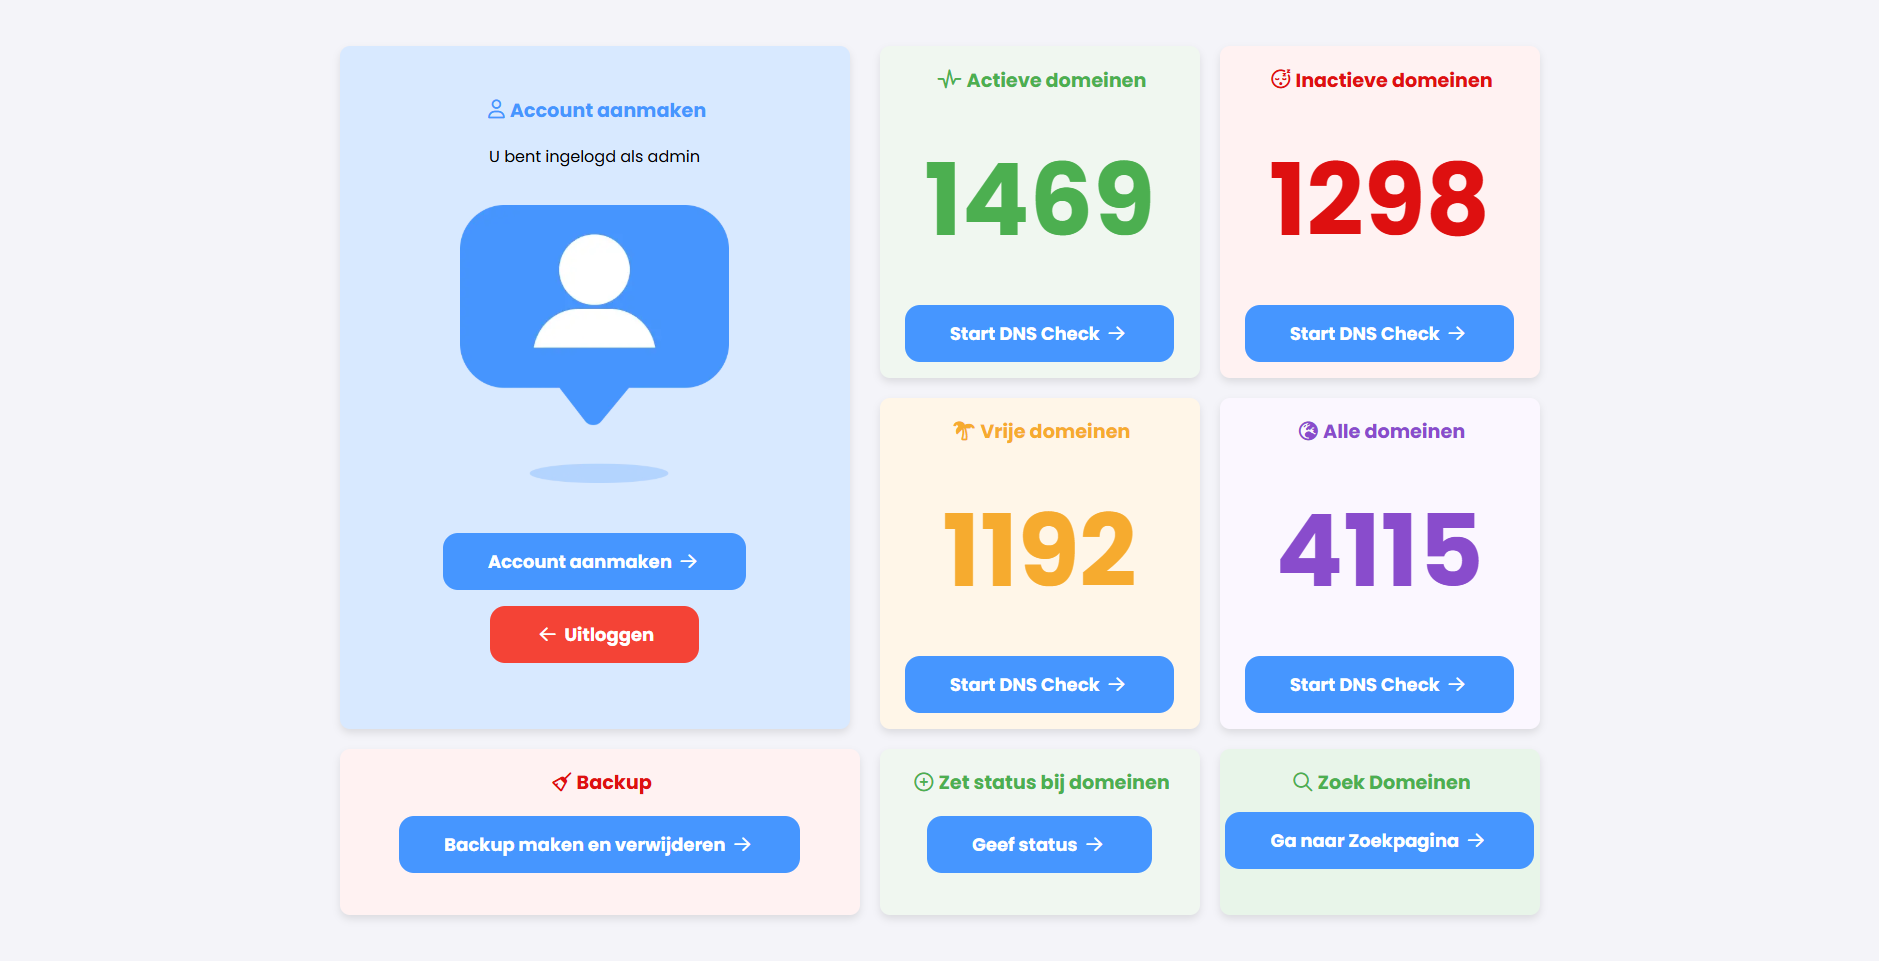 Account aanmaken
U bent ingelogd als admin
Account aanmaken
Uitloggen
Actieve domeinen
1469
Start DNS Check
Inactieve domeinen
1298
Start DNS Check
Vrije domeinen
1192
Start DNS Check
Alle domeinen
4115
Start DNS Check
Backup
Backup maken en verwijderen
Zet status bij domeinen
Geef status
Zoek Domeinen
Ga naar Zoekpagina